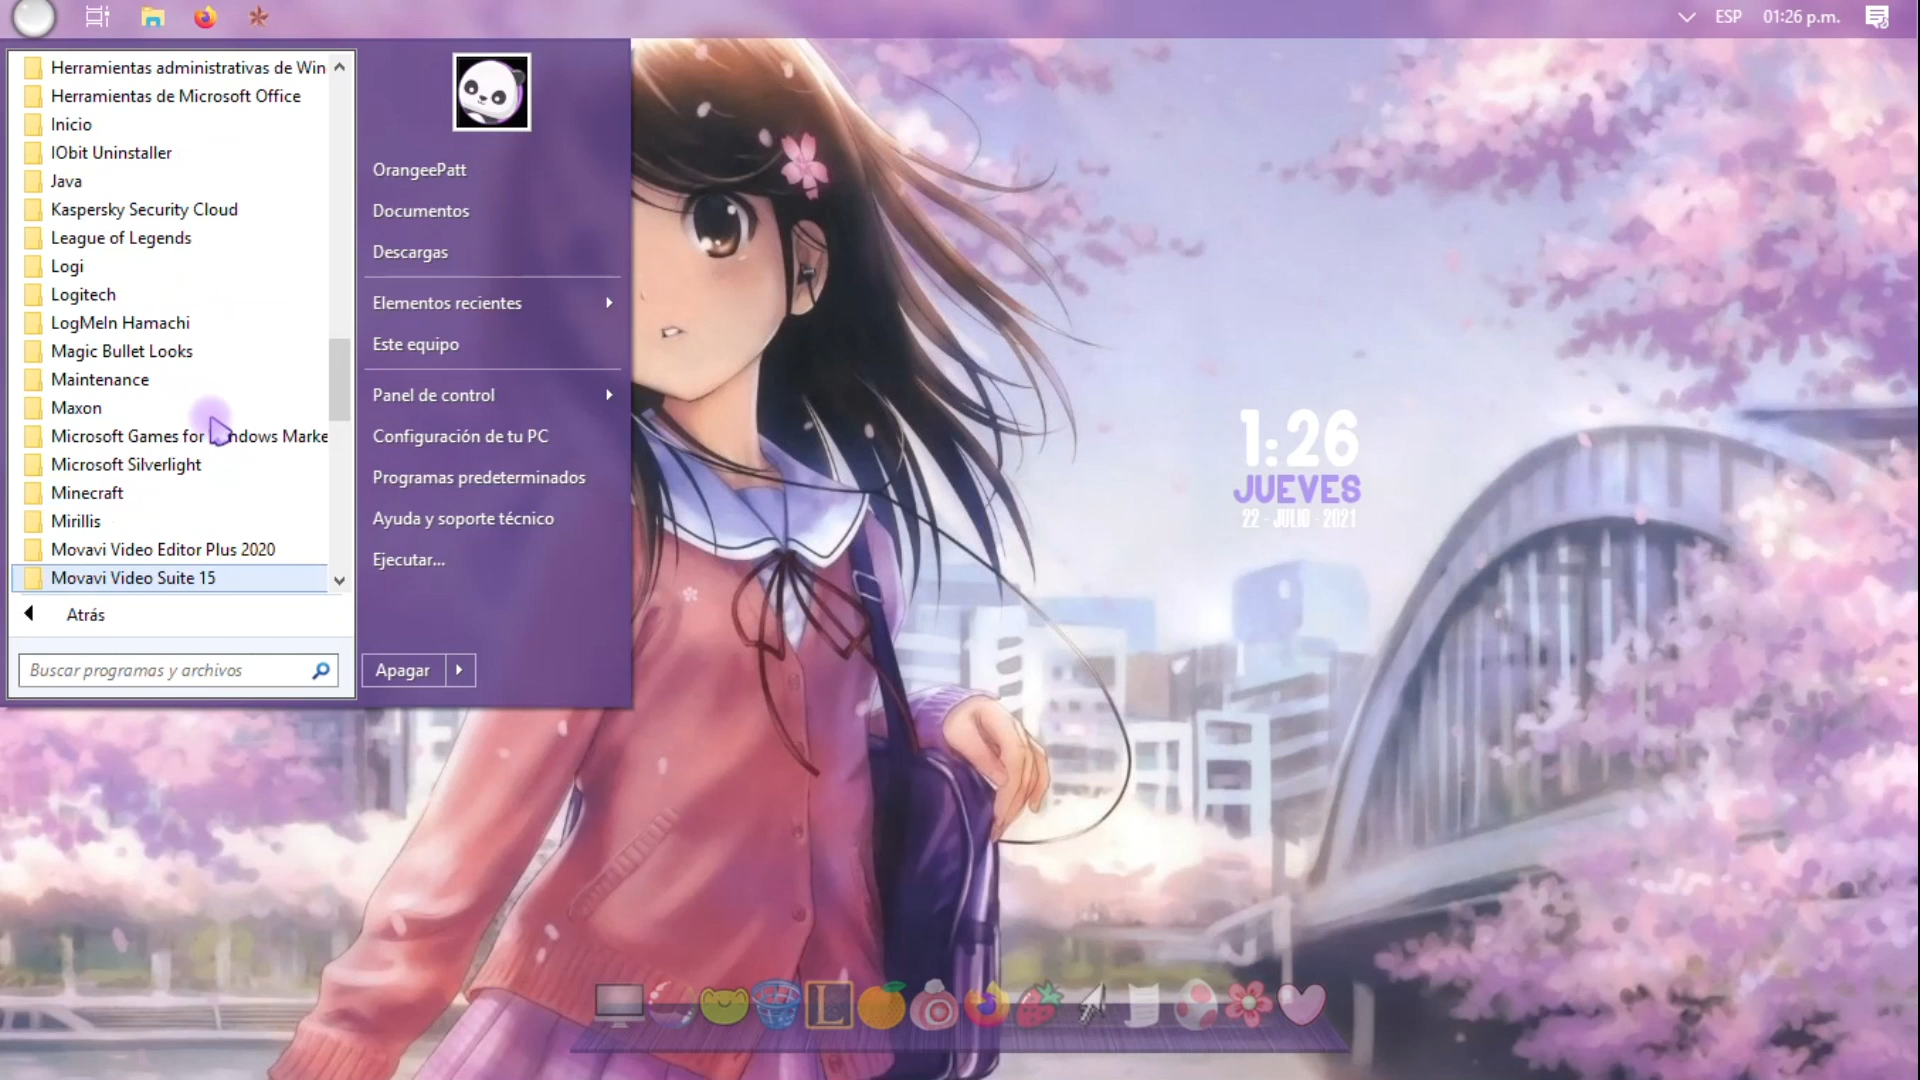 ESP 01:26 p.m.
Herramientas administrativas de Win
Herramientas de Microsoft Office
Inicio
IObit Uninstaller
Java
Kaspersky Security Cloud
League of Legends
Logi
Logitech
LogMeIn Hamachi
Magic Bullet Looks
Maintenance
Maxon
Microsoft Games for Windows Marke
Microsoft Silverlight
Minecraft
Mirillis
Movavi Video Editor Plus 2020
Movavi Video Suite 15
Atrás
Buscar programas y archivos
OrangeePatt
Documentos
Descargas
Elementos recientes
Este equipo
Panel de control
Configuración de tu PC
Programas predeterminados
Ayuda y soporte técnico
Ejecutar...
Apagar
1:26
JUEVES
22 - JULIO - 2021
L